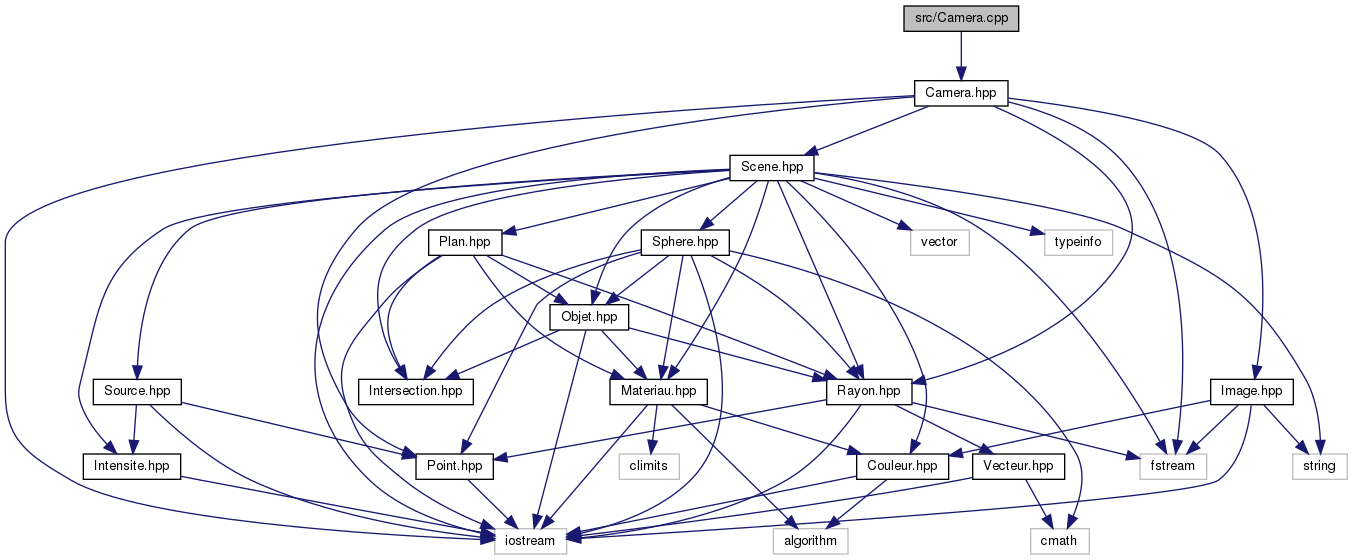 src/Camera.cpp
Camera.hpp
Scene.hpp
Plan.hpp
Sphere.hpp
vector
typeinfo
Objet.hpp
Source.hpp
Intersection.hpp
Materiau.hpp
Rayon.hpp
Image.hpp
Intensite.hpp
Point.hpp
climits
Couleur.hpp
Vecteur.hpp
fstream
string
iostream
algorithm
cmath